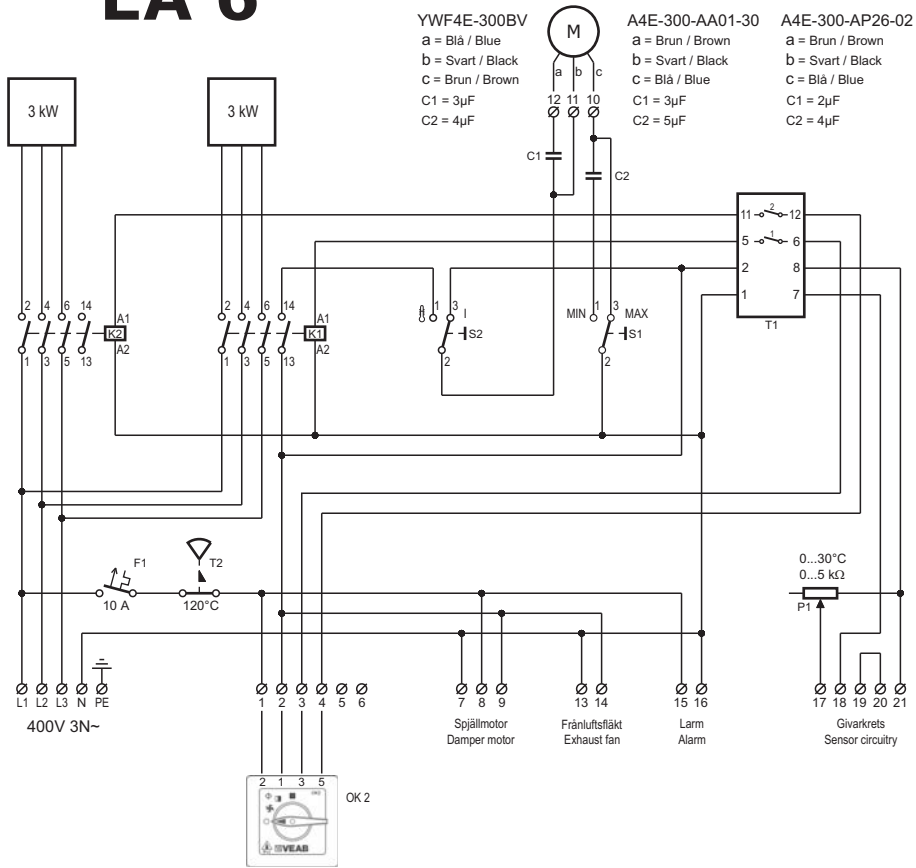 LA 6
YWF4E-300BV
a = Blå / Blue
b = Svart / Black
c = Brun / Brown
C1 = 3µF
C2 = 4µF
M
a b c
12 11 10
A4E-300-AA01-30
a = Brun / Brown
b = Svart / Black
c = Blå / Blue
C1 = 3µF
C2 = 5µF
A4E-300-AP26-02
a = Brun / Brown
b = Svart / Black
c = Blå / Blue
C1 = 2µF
C2 = 4µF
3 kW
3 kW
C1
C2
11 2 12
5 1 6
2 8
1 7
T1
2 4 6 14
A1
K2
A2
1 3 5 13
2 4 6 14
A1
K1
A2
1 3 5 13
1 3 I
S2
2
MIN 1 3 MAX
S1
2
F1
10 A
T2
120°C
0...30°C
0...5 kΩ
P1
L1 L2 L3 N PE
400V 3N~
1 2 3 4 5 6
7 8 9
Spjällmotor
Damper motor
13 14
Frånluftsfläkt
Exhaust fan
15 16
Larm
Alarm
17 18 19 20 21
Givarkrets
Sensor circuitry
2 1 3 5
OK 2
VEAB